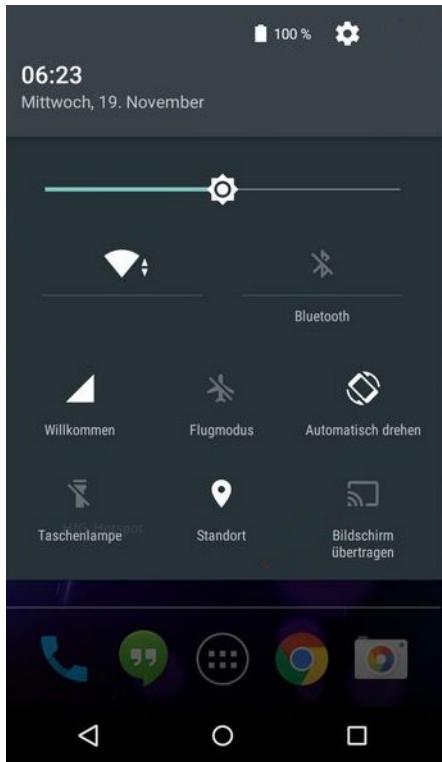 100 %
06:23
Mittwoch, 19. November
Bluetooth
Willkommen
Flugmodus
Automatisch drehen
Taschenlampe
Standort
Bildschirm
übertragen